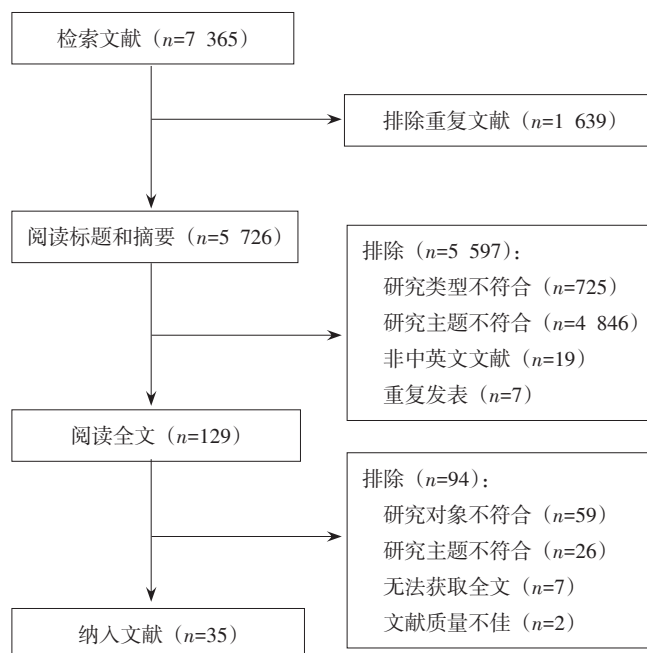 检索文献（n=7 365）
排除重复文献（n=1 639）
阅读标题和摘要（n=5 726）
排除（n=5 597）：
研究类型不符合（n=725）
研究主题不符合（n=4 846）
非中英文文献（n=19）
重复发表（n=7）
阅读全文（n=129）
排除（n=94）：
研究对象不符合（n=59）
研究主题不符合（n=26）
无法获取全文（n=7）
文献质量不佳（n=2）
纳入文献（n=35）